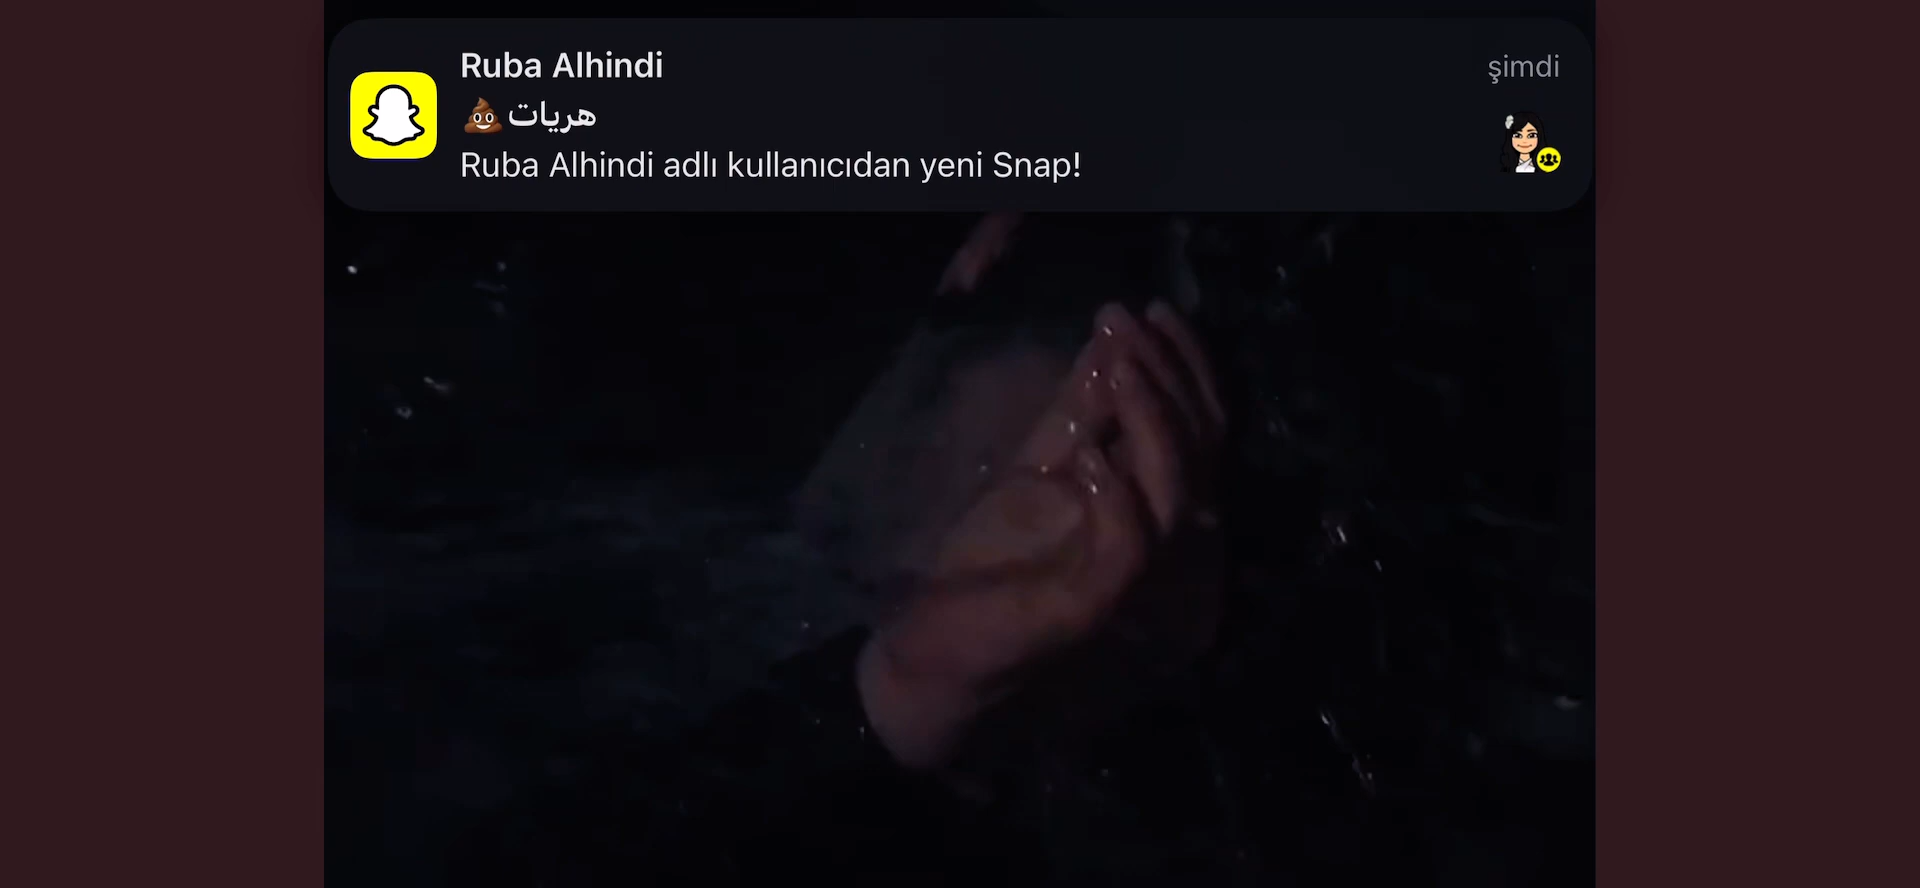 Ruba Alhindi
şimdi
هريات💩
Ruba Alhindi adlı kullanıcıdan yeni Snap!